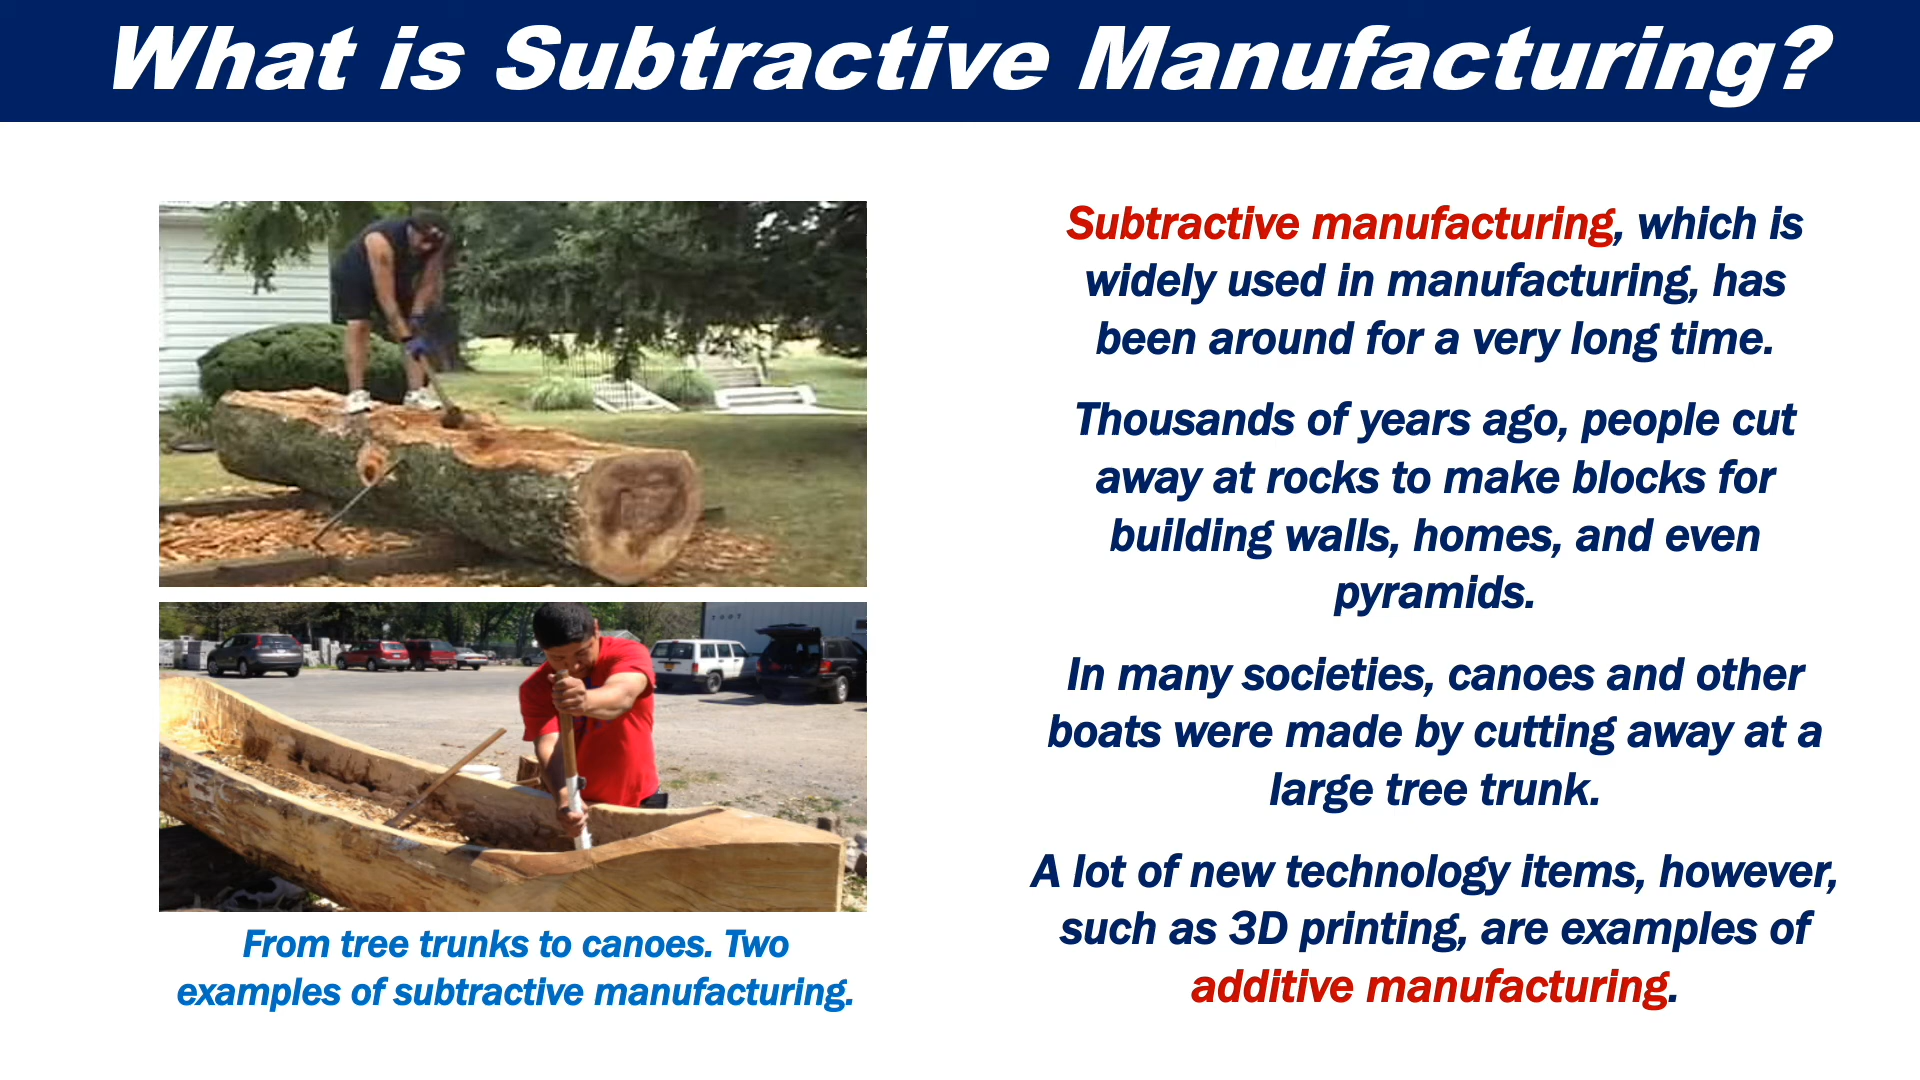 What is Subtractive Manufacturing?
Subtractive manufacturing, which is
widely used in manufacturing, has
been around for a very long time.
Thousands of years ago, people cut
away at rocks to make blocks for
building walls, homes, and even
pyramids.
In many societies, canoes and other
boats were made by cutting away at a
large tree trunk.
A lot of new technology items, however,
such as 3D printing, are examples of
additive manufacturing.
From tree trunks to canoes. Two
examples of subtractive manufacturing.